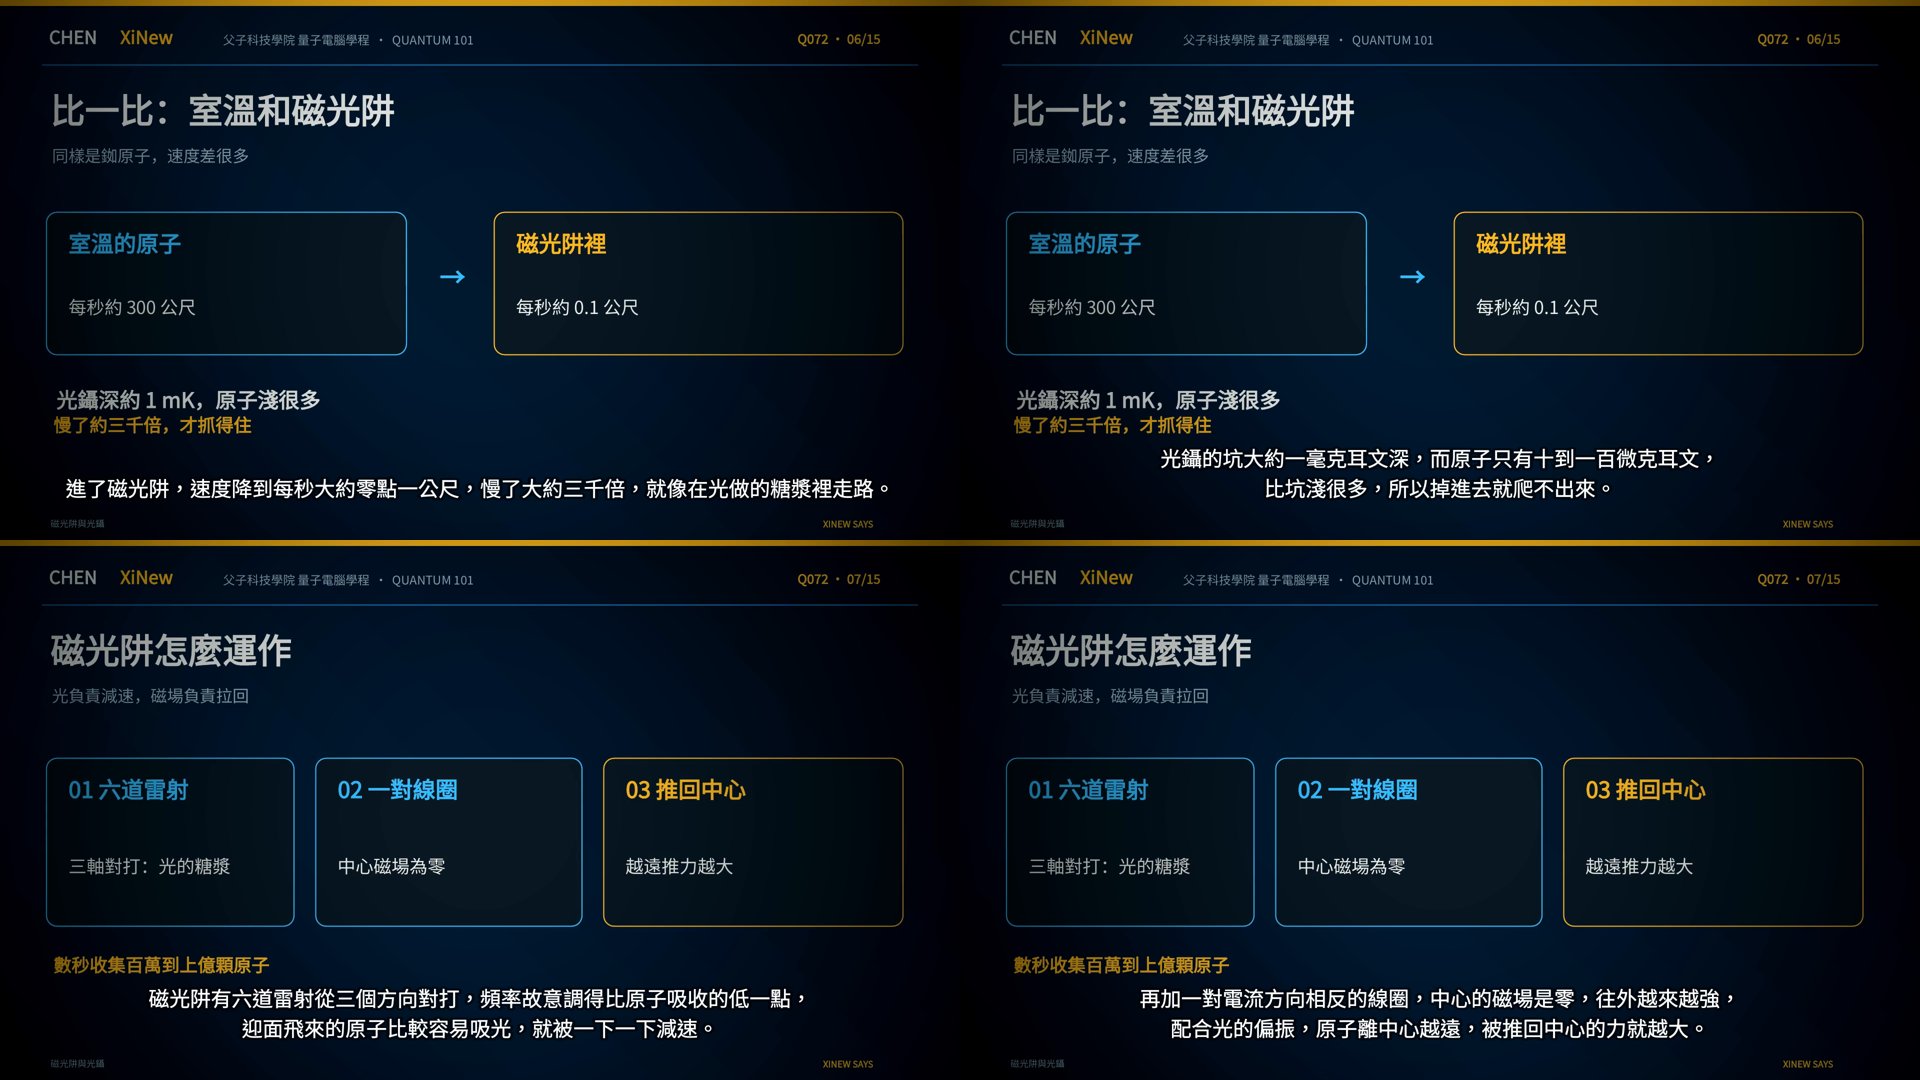 CHEN XiNew 父子科技學院 量子電腦學程 · QUANTUM 101 Q072 · 06/15
比一比：室溫和磁光阱
同樣是銣原子，速度差很多
室溫的原子
每秒約 300 公尺
→
磁光阱裡
每秒約 0.1 公尺
光鑷深約 1 mK，原子淺很多
慢了約三千倍，才抓得住
進了磁光阱，速度降到每秒大約零點一公尺，慢了大約三千倍，就像在光做的糖漿裡走路。
磁光阱與光鑷 XINEW SAYS
CHEN XiNew 父子科技學院 量子電腦學程 · QUANTUM 101 Q072 · 06/15
比一比：室溫和磁光阱
同樣是銣原子，速度差很多
室溫的原子
每秒約 300 公尺
→
磁光阱裡
每秒約 0.1 公尺
光鑷深約 1 mK，原子淺很多
慢了約三千倍，才抓得住
光鑷的坑大約一毫克耳文深，而原子只有十到一百微克耳文，
比坑淺很多，所以掉進去就爬不出來。
磁光阱與光鑷 XINEW SAYS
CHEN XiNew 父子科技學院 量子電腦學程 · QUANTUM 101 Q072 · 07/15
磁光阱怎麼運作
光負責減速，磁場負責拉回
01 六道雷射
三軸對打：光的糖漿
02 一對線圈
中心磁場為零
03 推回中心
越遠推力越大
數秒收集百萬到上億顆原子
磁光阱有六道雷射從三個方向對打，頻率故意調得比原子吸收的低一點，
迎面飛來的原子比較容易吸光，就被一下一下減速。
磁光阱與光鑷 XINEW SAYS
CHEN XiNew 父子科技學院 量子電腦學程 · QUANTUM 101 Q072 · 07/15
磁光阱怎麼運作
光負責減速，磁場負責拉回
01 六道雷射
三軸對打：光的糖漿
02 一對線圈
中心磁場為零
03 推回中心
越遠推力越大
數秒收集百萬到上億顆原子
再加一對電流方向相反的線圈，中心的磁場是零，往外越來越強，
配合光的偏振，原子離中心越遠，被推回中心的力就越大。
磁光阱與光鑷 XINEW SAYS